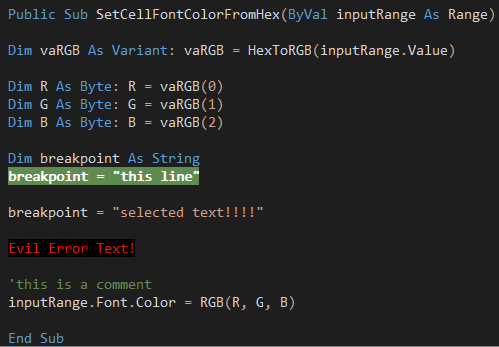 Public Sub SetCellFontColorFromHex(ByVal inputRange As Range)
Dim vaRGB As Variant: vaRGB = HexToRGB(inputRange.Value)
Dim R As Byte: R = vaRGB(0)
Dim G As Byte: G = vaRGB(1)
Dim B As Byte: B = vaRGB(2)
Dim breakpoint As String
breakpoint = "this line"
breakpoint = "selected text!!!!"
Evil Error Text!
'this is a comment
inputRange.Font.Color = RGB(R, G, B)
End Sub